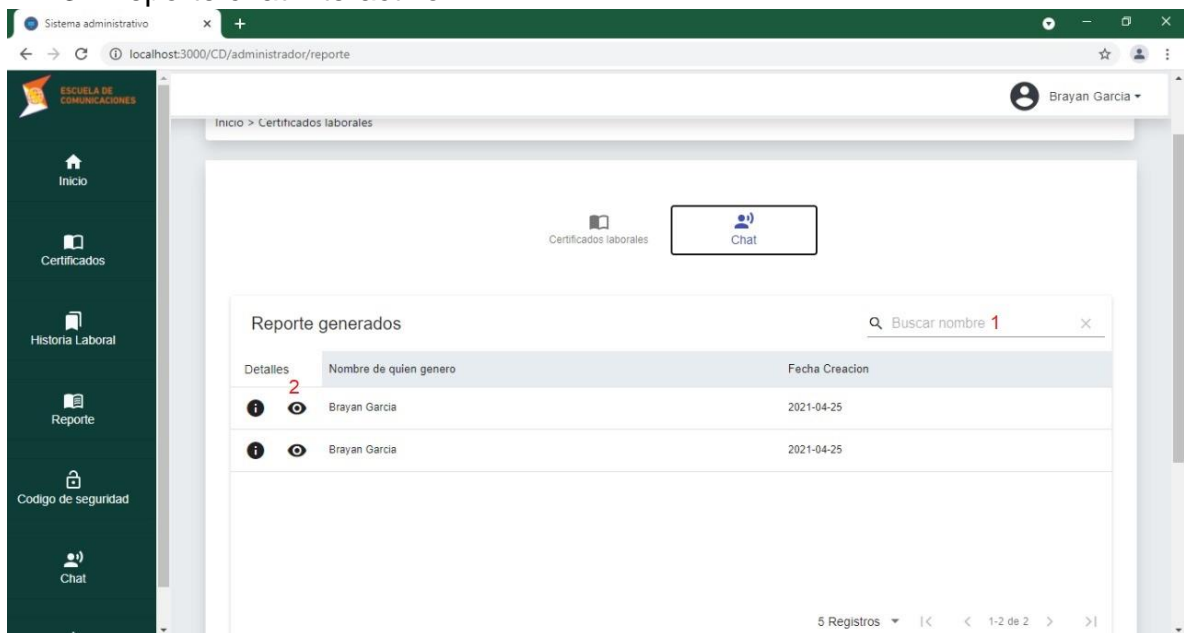 Sistema administrativo
localhost:3000/CD/administrador/reporte
ESCUELA DE
COMUNICACIONES
Brayan Garcia
Inicio > Certificados laborales
Inicio
Certificados
Historia Laboral
Reporte
Codigo de seguridad
Chat
Certificados laborales
Chat
Reporte generados
Buscar nombre 1
Detalles Nombre de quien genero Fecha Creacion
2
Brayan Garcia 2021-04-25
Brayan Garcia 2021-04-25
5 Registros 1-2 de 2